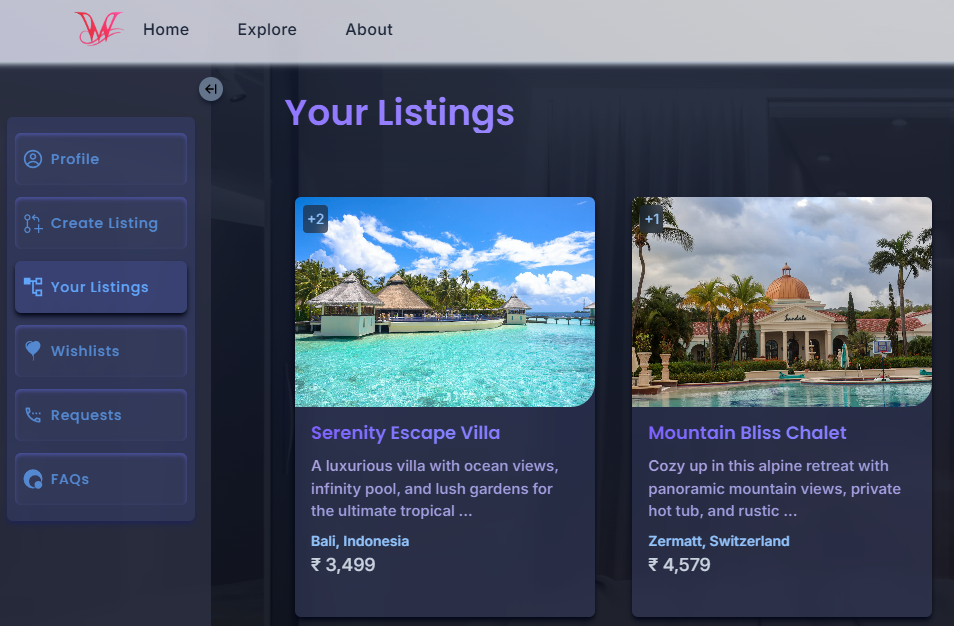 Home
Explore
About
Your Listings
Profile
Create Listing
Your Listings
Wishlists
Requests
FAQs
+2
Serenity Escape Villa
A luxurious villa with ocean views,
infinity pool, and lush gardens for
the ultimate tropical ...
Bali, Indonesia
₹ 3,499
+1
Sandals
Mountain Bliss Chalet
Cozy up in this alpine retreat with
panoramic mountain views, private
hot tub, and rustic ...
Zermatt, Switzerland
₹ 4,579